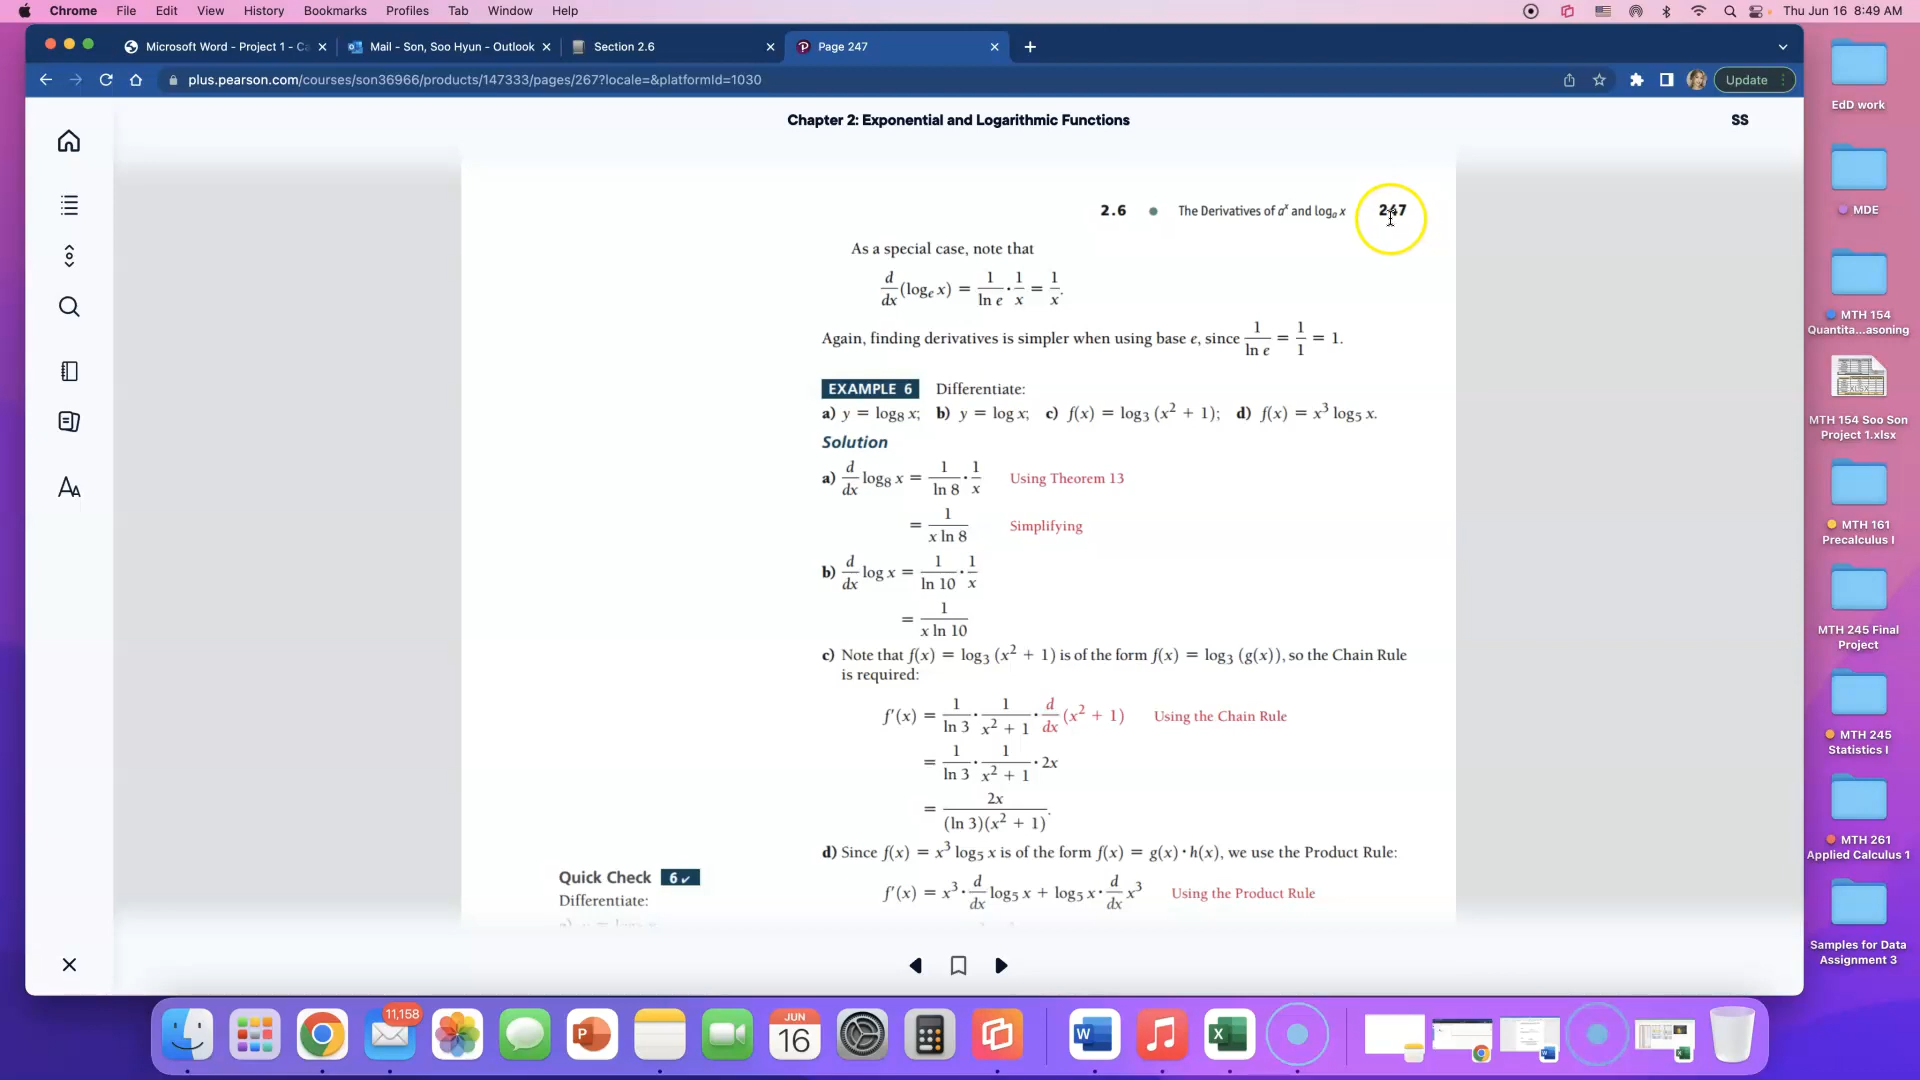 Chrome File Edit View History Bookmarks Profiles Tab Window Help Thu Jun 16 8:49 AM
Microsoft Word - Project 1 - Ca Mail - Son, Soo Hyun - Outlook Section 2.6 Page 247
plus.pearson.com/courses/son36966/products/147333/pages/267?locale=&platformId=1030 Update
Chapter 2: Exponential and Logarithmic Functions SS
2.6 • The Derivatives of aˣ and logₐ x 247
As a special case, note that
d/dx (logₑ x) = 1/ln e · 1/x = 1/x.
Again, finding derivatives is simpler when using base e, since 1/ln e = 1/1 = 1.
EXAMPLE 6 Differentiate:
a) y = log₈ x; b) y = log x; c) f(x) = log₃ (x² + 1); d) f(x) = x³ log₅ x.
Solution
a) d/dx log₈ x = 1/ln 8 · 1/x Using Theorem 13
= 1/x ln 8 Simplifying
b) d/dx log x = 1/ln 10 · 1/x
= 1/x ln 10
c) Note that f(x) = log₃ (x² + 1) is of the form f(x) = log₃ (g(x)), so the Chain Rule
is required:
f′(x) = 1/ln 3 · 1/x² + 1 · d/dx (x² + 1) Using the Chain Rule
= 1/ln 3 · 1/x² + 1 · 2x
= 2x/(ln 3)(x² + 1).
d) Since f(x) = x³ log₅ x is of the form f(x) = g(x) · h(x), we use the Product Rule:
f′(x) = x³ · d/dx log₅ x + log₅ x · d/dx x³ Using the Product Rule
Quick Check 6 ✓
Differentiate:
EdD work
MDE
MTH 154
Quantita...asoning
XLSX
MTH 154 Soo Son
Project 1.xlsx
MTH 161
Precalculus I
MTH 245 Final
Project
MTH 245
Statistics I
MTH 261
Applied Calculus 1
Samples for Data
Assignment 3
11,158
JUN
16